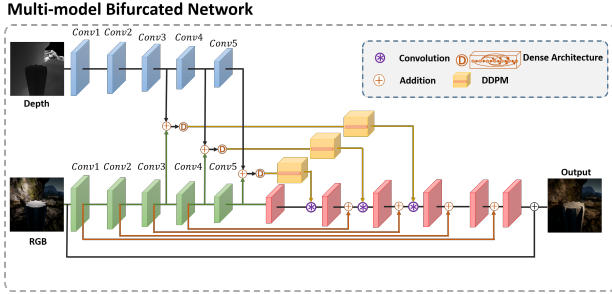 Multi-model Bifurcated Network
Conv1 Conv2 Conv3 Conv4 Conv5
Depth
Convolution
D Dense Architecture
Addition
DDPM
D
D
D
Conv1 Conv2 Conv3 Conv4 Conv5
RGB
Output